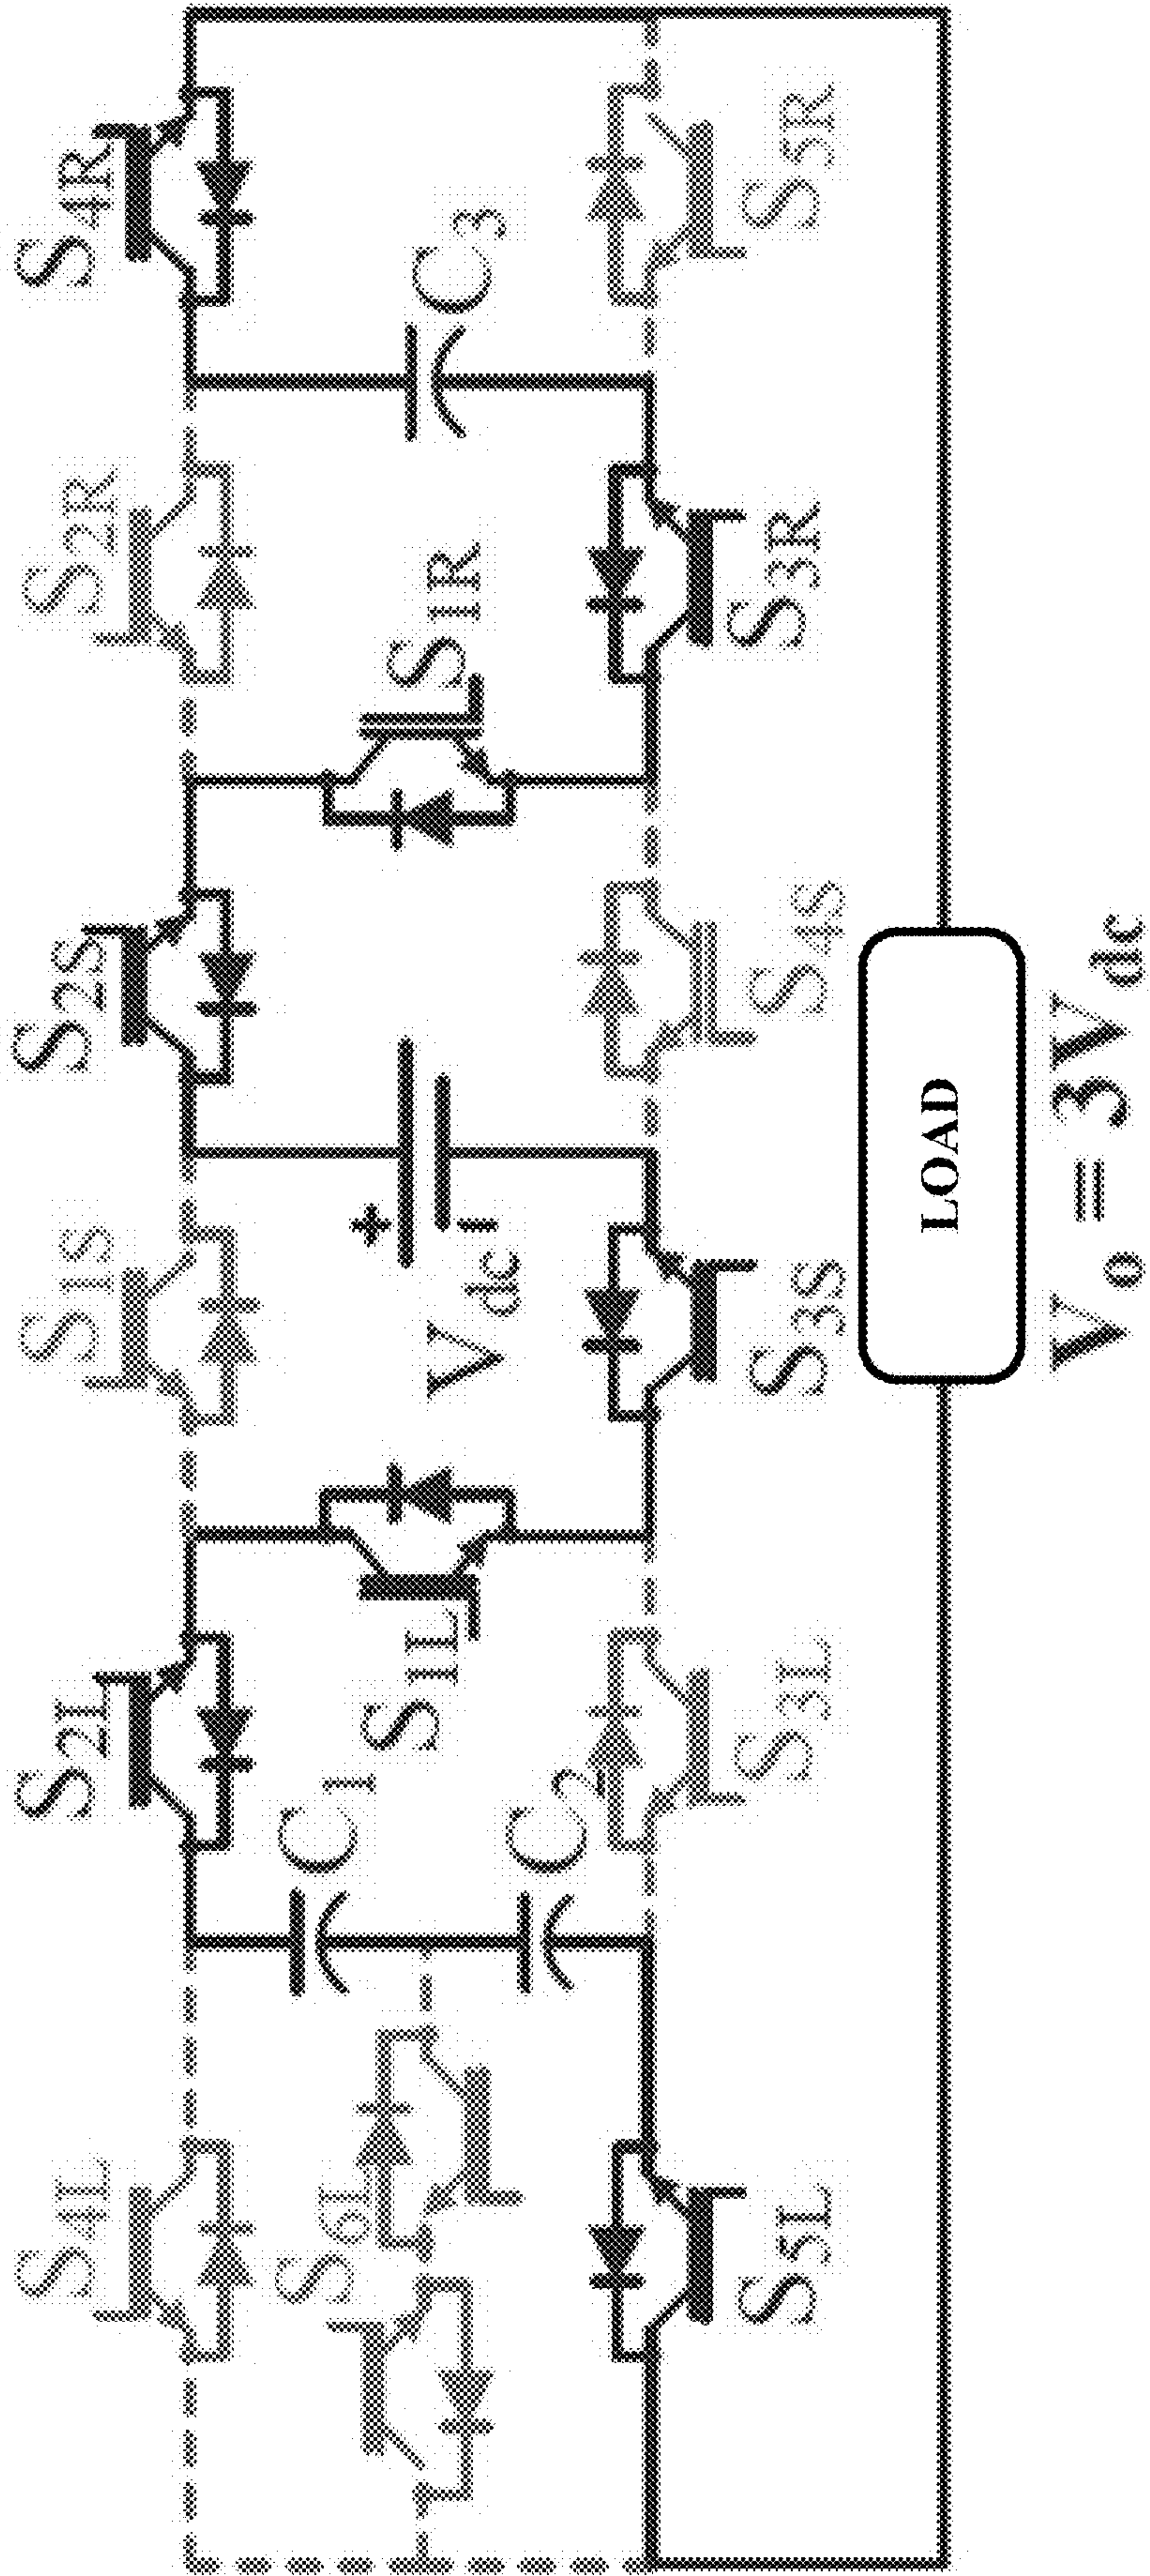 S4L
S2L
S1S
S2S
S2R
S4R
S6L
C1
S1L
Vdc
+
−
S1R
C3
C2
S5L
S3L
S3S
S4S
S3R
S5R
LOAD
Vo = 3Vdc